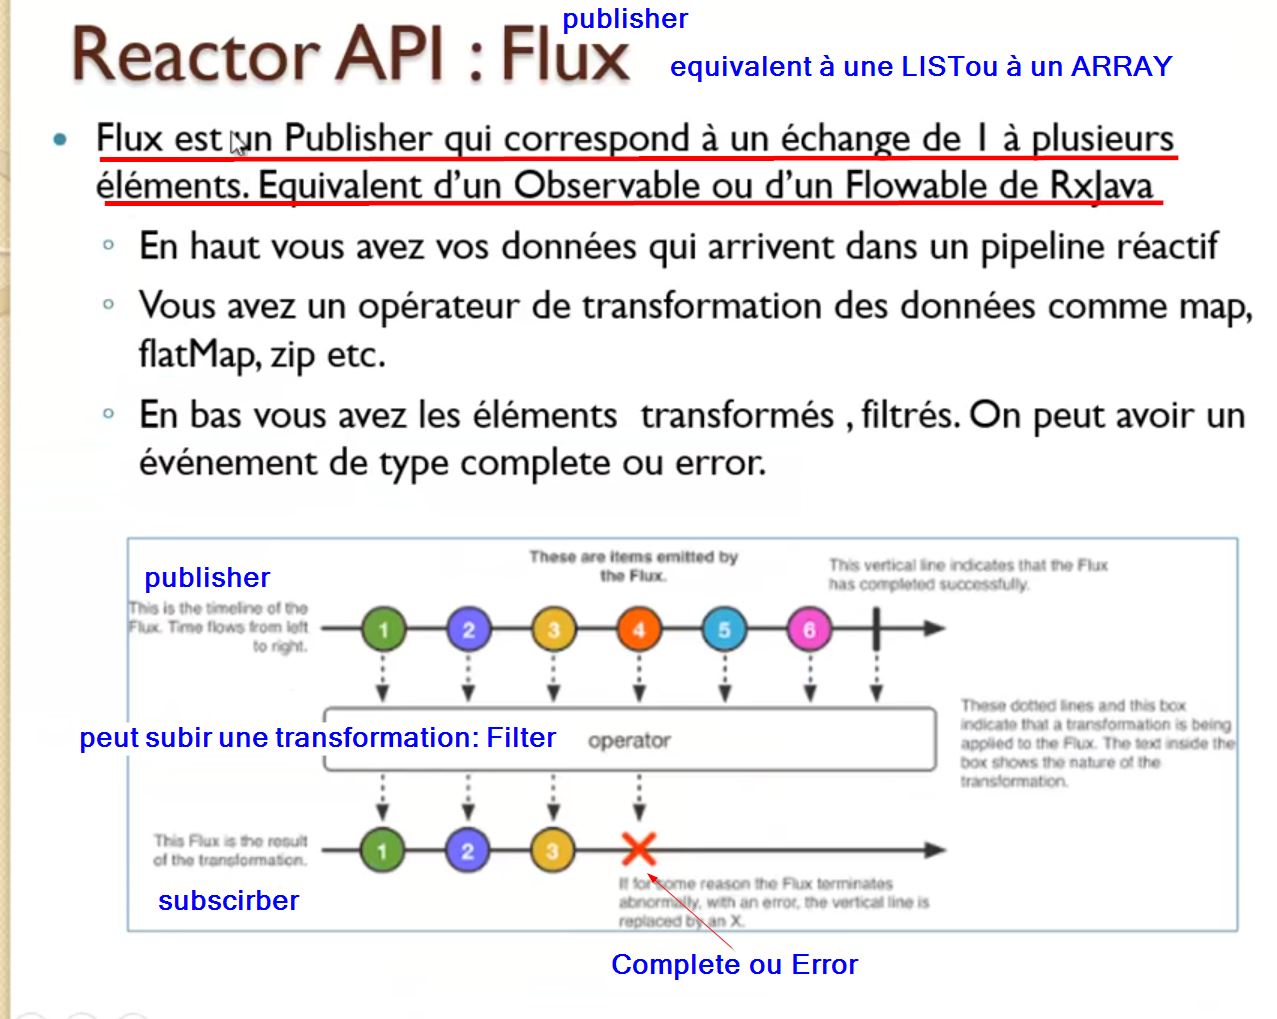 publisher
Reactor API : Flux
equivalent à une LISTou à un ARRAY
Flux est un Publisher qui correspond à un échange de 1 à plusieurs
éléments. Equivalent d'un Observable ou d'un Flowable de RxJava
En haut vous avez vos données qui arrivent dans un pipeline réactif
Vous avez un opérateur de transformation des données comme map,
flatMap, zip etc.
En bas vous avez les éléments transformés , filtrés. On peut avoir un
événement de type complete ou error.
publisher
This is the timeline of the
Flux. Time flows from left
to right.
These are items emitted by
the Flux.
This vertical line indicates that the Flux
has completed successfully.
1 2 3 4 5 6
peut subir une transformation: Filter
operator
These dotted lines and this box
indicate that a transformation is being
applied to the Flux. The text inside the
box shows the nature of the
transformation.
This Flux is the result
of the transformation.
1 2 3
subscirber
If for some reason the Flux terminates
abnormally, with an error, the vertical line is
replaced by an X.
Complete ou Error